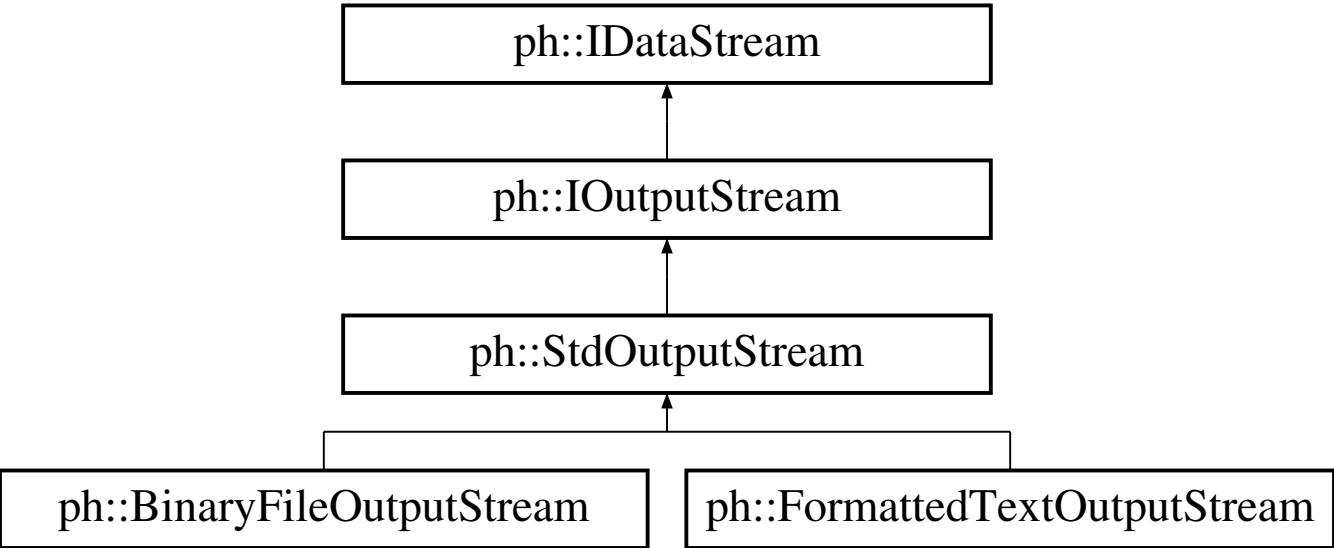 ph::IDataStream
ph::IOutputStream
ph::StdOutputStream
ph::BinaryFileOutputStream
ph::FormattedTextOutputStream